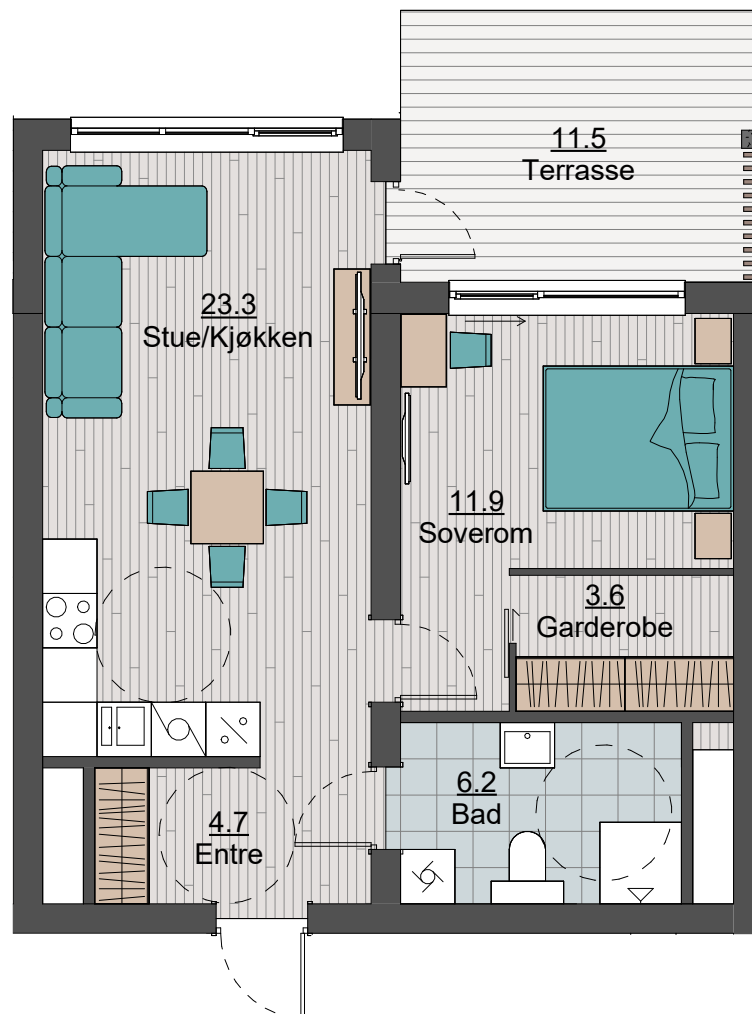 11.5
Terrasse
23.3
Stue/Kjøkken
11.9
Soverom
3.6
Garderobe
6.2
Bad
4.7
Entre